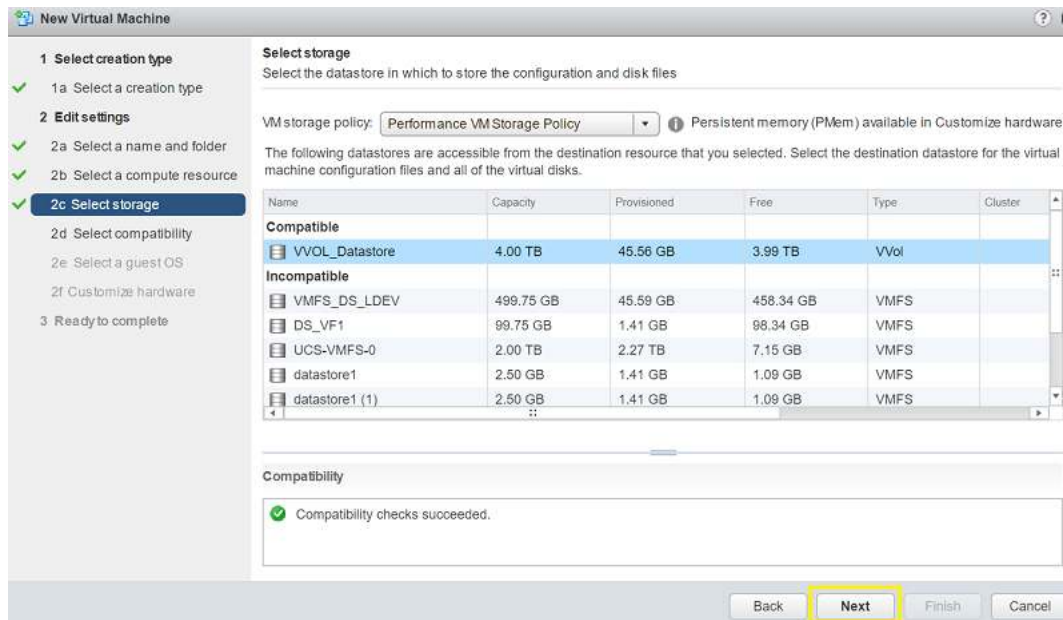 New Virtual Machine
1 Select creation type
1a Select a creation type
2 Edit settings
2a Select a name and folder
2b Select a compute resource
2c Select storage
2d Select compatibility
2e Select a guest OS
2f Customize hardware
3 Ready to complete
Select storage
Select the datastore in which to store the configuration and disk files
VM storage policy: Performance VM Storage Policy Persistent memory (PMem) available in Customize hardware
The following datastores are accessible from the destination resource that you selected. Select the destination datastore for the virtual
machine configuration files and all of the virtual disks.
Name Capacity Provisioned Free Type Cluster
Compatible
VVOL_Datastore 4.00 TB 45.56 GB 3.99 TB VVol
Incompatible
VMFS_DS_LDEV 499.75 GB 45.59 GB 458.34 GB VMFS
DS_VF1 99.75 GB 1.41 GB 98.34 GB VMFS
UCS-VMFS-0 2.00 TB 2.27 TB 7.15 GB VMFS
datastore1 2.50 GB 1.41 GB 1.09 GB VMFS
datastore1 (1) 2.50 GB 1.41 GB 1.09 GB VMFS
Compatibility
Compatibility checks succeeded.
Back Next Finish Cancel